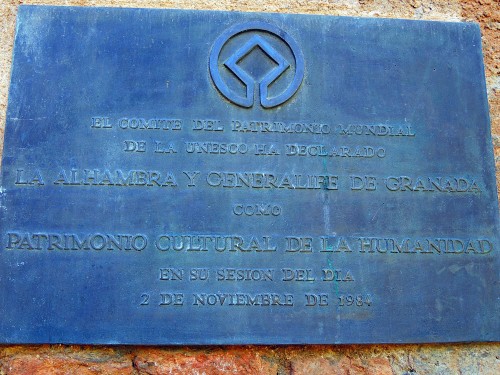 EL COMITE DEL PATRIMONIO MUNDIAL
DE LA UNESCO HA DECLARADO
LA ALHAMBRA Y GENERALIFE DE GRANADA
COMO
PATRIMONIO CULTURAL DE LA HUMANIDAD
EN SU SESION DEL DIA
2 DE NOVIEMBRE DE 1984